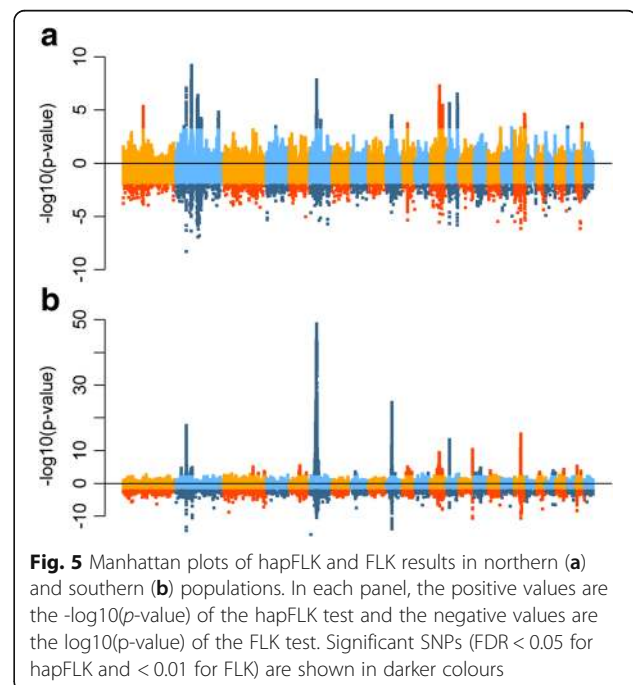 a
10
5
0
-5
-10
-log10(p-value)
b
50
30
10
0
-10
-log10(p-value)
Fig. 5 Manhattan plots of hapFLK and FLK results in northern (a)
and southern (b) populations. In each panel, the positive values are
the -log10(p-value) of the hapFLK test and the negative values are
the log10(p-value) of the FLK test. Significant SNPs (FDR < 0.05 for
hapFLK and < 0.01 for FLK) are shown in darker colours